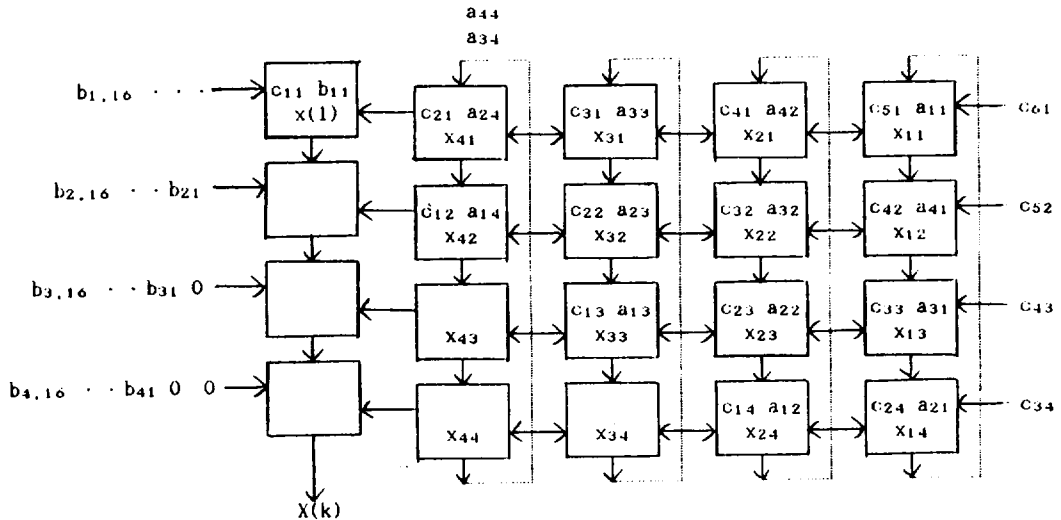 a₄₄
a₃₄
b₁,₁₆ · · · c₁₁ b₁₁ c₂₁ a₂₄ c₃₁ a₃₃ c₄₁ a₄₂ c₅₁ a₁₁ c₆₁
x(1) x₄₁ x₃₁ x₂₁ x₁₁
b₂,₁₆ · · b₂₁ c₁₂ a₁₄ c₂₂ a₂₃ c₃₂ a₃₂ c₄₂ a₄₁ c₅₂
x₄₂ x₃₂ x₂₂ x₁₂
b₃,₁₆ · · b₃₁ 0 c₁₃ a₁₃ c₂₃ a₂₂ c₃₃ a₃₁ c₄₃
x₄₃ x₃₃ x₂₃ x₁₃
b₄,₁₆ · · b₄₁ 0 0 c₁₄ a₁₂ c₂₄ a₂₁ c₃₄
x₄₄ x₃₄ x₂₄ x₁₄
X(k)